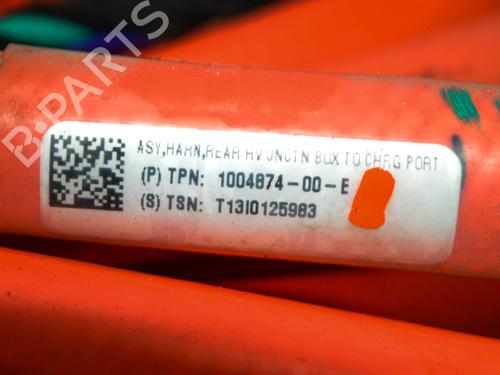 ASY,HARN,REAR HV JNCTN BOX TO CHRG PORT
(P) TPN: 1004874-00-E
(S) TSN: T13I0125983
B-PARTS